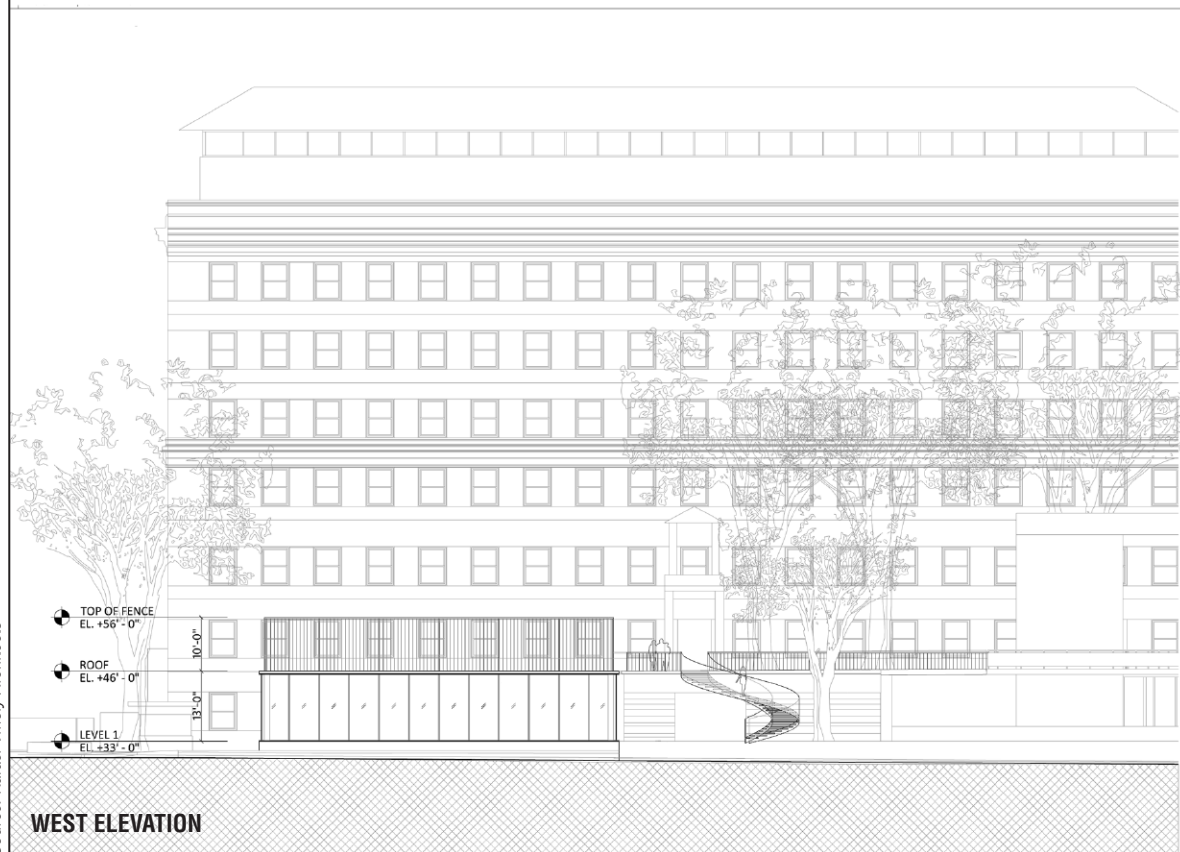 TOP OF FENCE
EL. +56' - 0"
10'-0"
ROOF
EL. +46' - 0"
13'-0"
LEVEL 1
EL. +33' - 0"
WEST ELEVATION